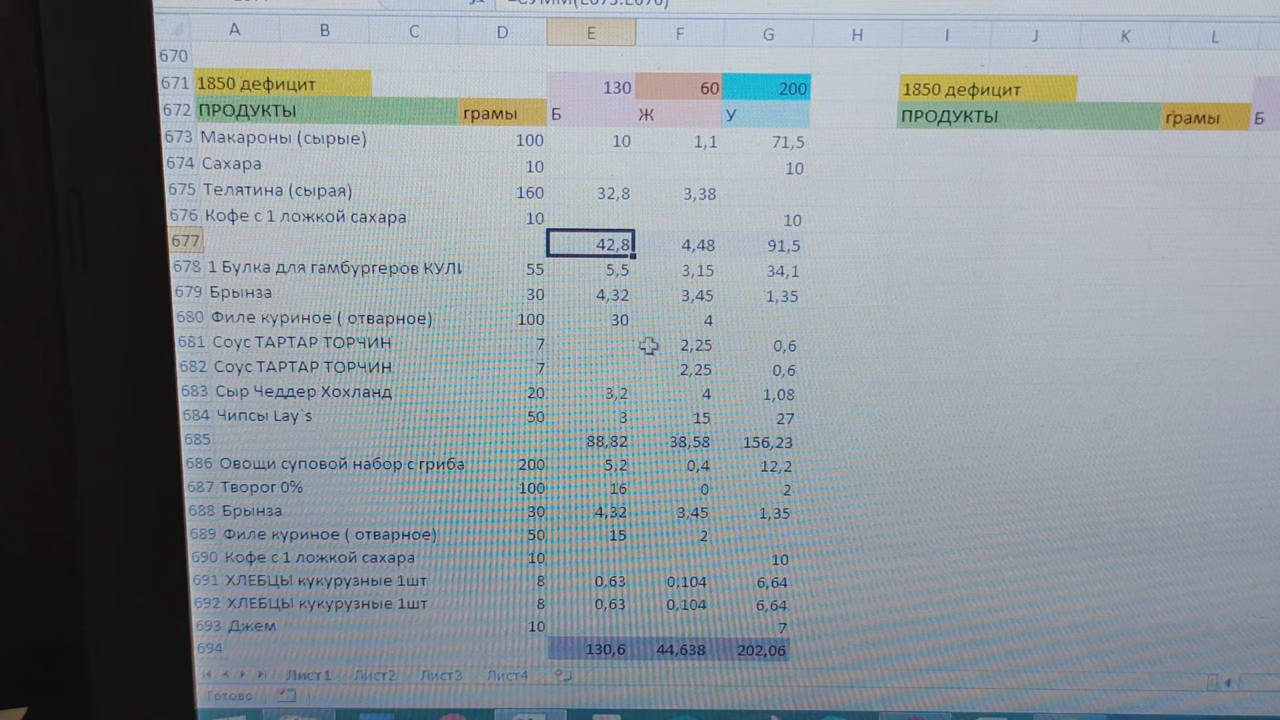 =СУММ(E673:E676)
A B C D E F G H I J K L
670
671 1850 дефицит 130 60 200 1850 дефицит
672 ПРОДУКТЫ грамы Б Ж У ПРОДУКТЫ грамы Б
673 Макароны (сырые) 100 10 1,1 71,5
674 Сахара 10 10
675 Телятина (сырая) 160 32,8 3,38
676 Кофе с 1 ложкой сахара 10 10
677 42,8 4,48 91,5
678 1 Булка для гамбургеров КУЛИ 55 5,5 3,15 34,1
679 Брынза 30 4,32 3,45 1,35
680 Филе куриное ( отварное) 100 30 4
681 Соус ТАРТАР ТОРЧИН 7 2,25 0,6
682 Соус ТАРТАР ТОРЧИН 7 2,25 0,6
683 Сыр Чеддер Хохланд 20 3,2 4 1,08
684 Чипсы Lay`s 50 3 15 27
685 88,82 38,58 156,23
686 Овощи суповой набор с гриба 200 5,2 0,4 12,2
687 Творог 0% 100 16 0 2
688 Брынза 30 4,32 3,45 1,35
689 Филе куриное ( отварное) 50 15 2
690 Кофе с 1 ложкой сахара 10 10
691 ХЛЕБЦЫ кукурузные 1шт 8 0,63 0,104 6,64
692 ХЛЕБЦЫ кукурузные 1шт 8 0,63 0,104 6,64
693 Джем 10 7
694 130,6 44,638 202,06
Лист1 Лист2 Лист3 Лист4
Готово